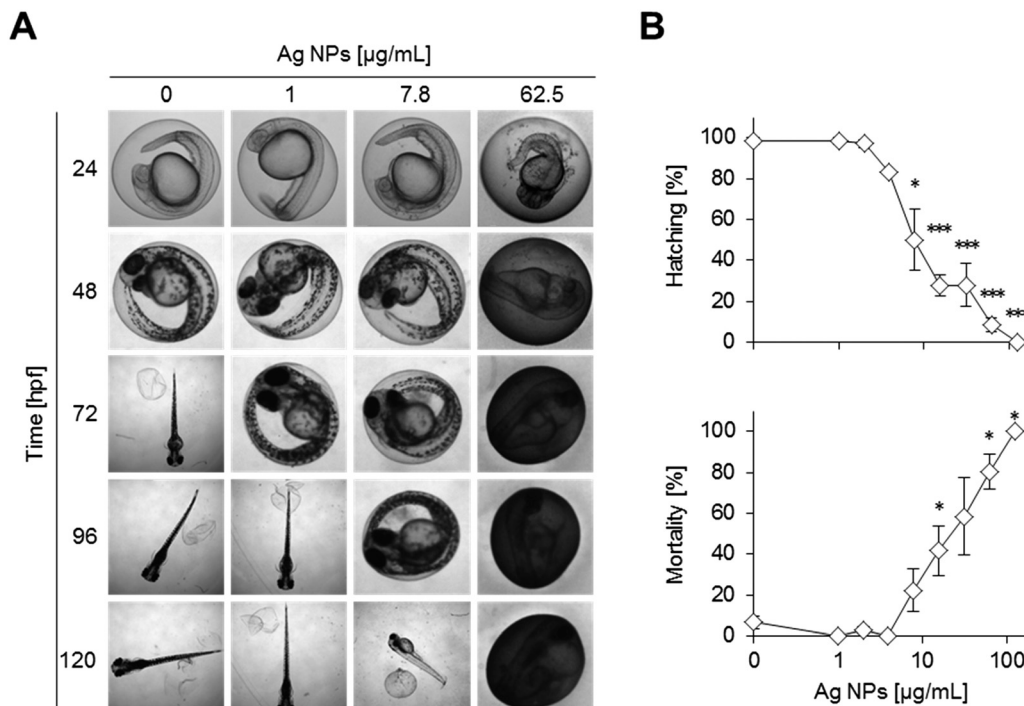 A
Ag NPs [µg/mL]
0 1 7.8 62.5
Time [hpf]
24
48
72
96
120
B
Hatching [%]
100
80
60
40
20
0
*
***
***
***
***
Mortality [%]
100
80
60
40
20
0
*
*
*
0 1 10 100
Ag NPs [µg/mL]